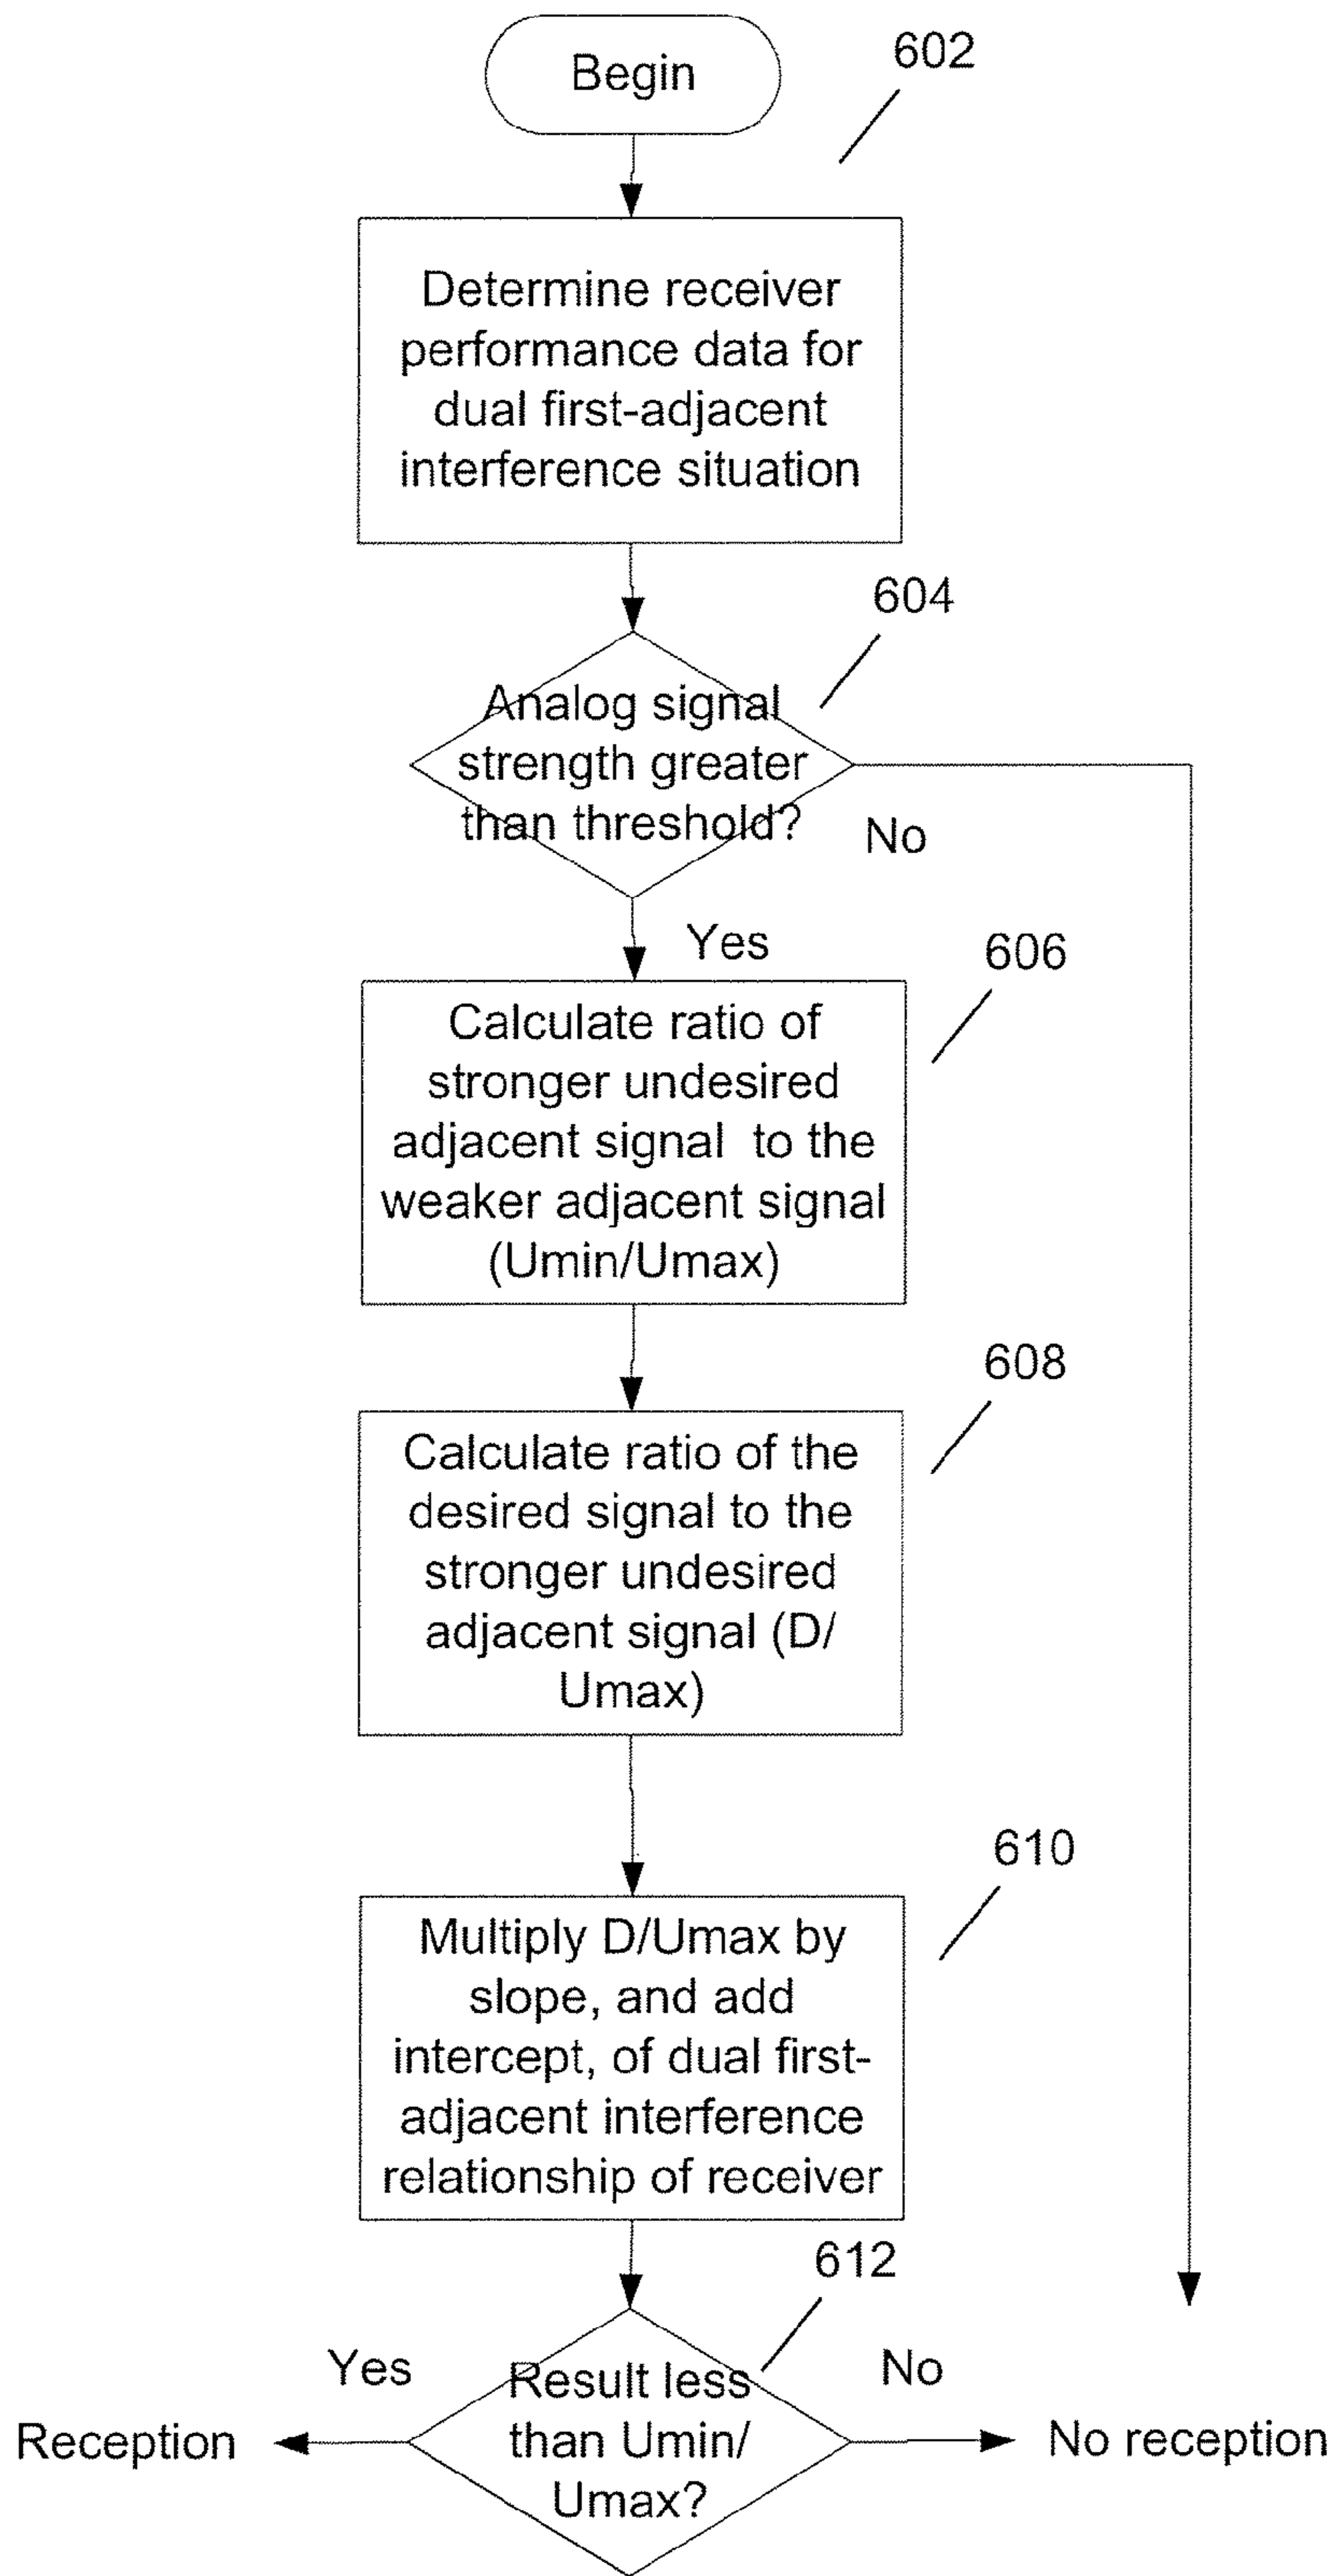 Begin
602
Determine receiver
performance data for
dual first-adjacent
interference situation
604
Analog signal
strength greater
than threshold?
No
Yes
606
Calculate ratio of
stronger undesired
adjacent signal to the
weaker adjacent signal
(Umin/Umax)
608
Calculate ratio of the
desired signal to the
stronger undesired
adjacent signal (D/
Umax)
610
Multiply D/Umax by
slope, and add
intercept, of dual first-
adjacent interference
relationship of receiver
612
Yes
Result less
than Umin/
Umax?
No
Reception
No reception